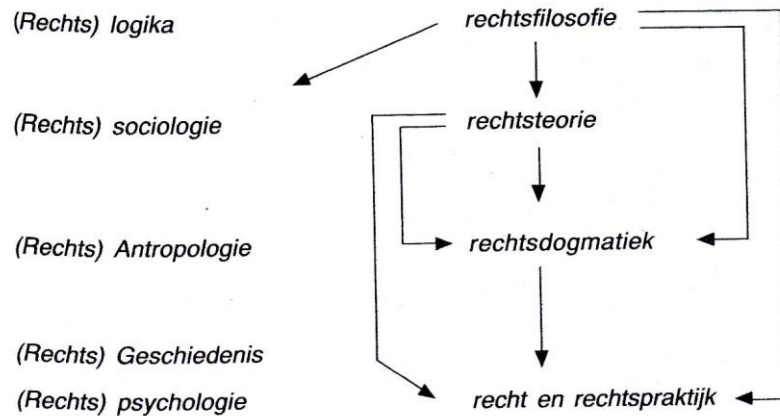 (Rechts) logika
rechtsfilosofie
(Rechts) sociologie
rechtsteorie
(Rechts) Antropologie
rechtsdogmatiek
(Rechts) Geschiedenis
(Rechts) psychologie
recht en rechtspraktijk